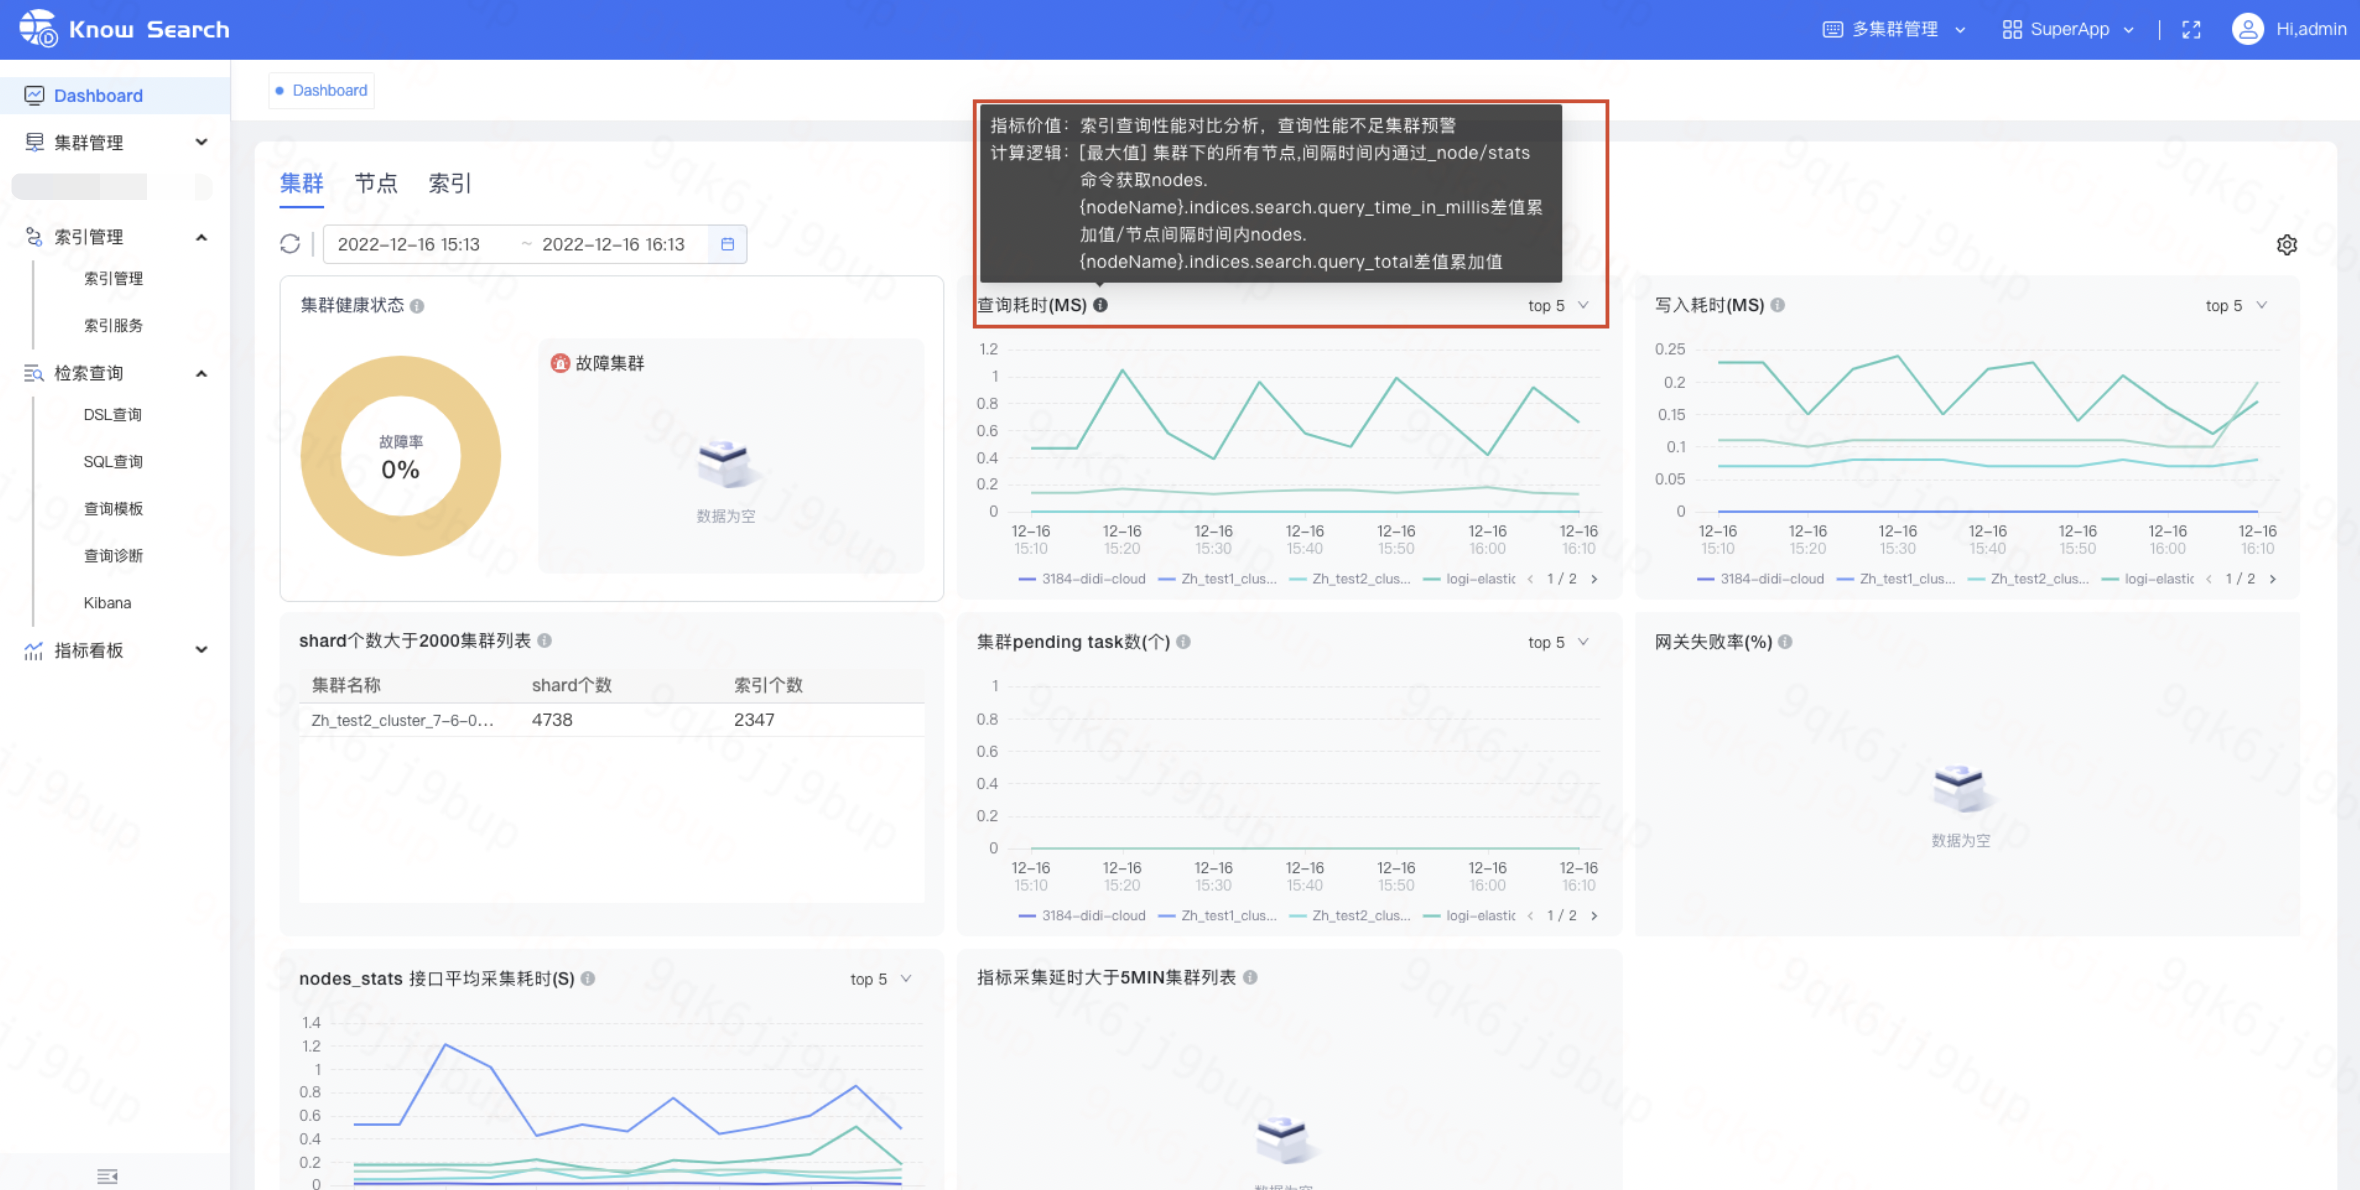 Know Search
多集群管理
SuperApp
Hi,admin
Dashboard
集群管理
索引管理
索引管理
索引服务
检索查询
DSL查询
SQL查询
查询模板
查询诊断
Kibana
指标看板
Dashboard
集群 节点 索引
2022-12-16 15:13 ~ 2022-12-16 16:13
指标价值：索引查询性能对比分析，查询性能不足集群预警
计算逻辑：[最大值] 集群下的所有节点,间隔时间内通过_node/stats
命令获取nodes.
{nodeName}.indices.search.query_time_in_millis差值累
加值/节点间隔时间内nodes.
{nodeName}.indices.search.query_total差值累加值
集群健康状态
故障率
0%
故障集群
数据为空
查询耗时(MS)
top 5
1.2
1
0.8
0.6
0.4
0.2
0
12-16 12-16 12-16 12-16 12-16 12-16 12-16
15:10 15:20 15:30 15:40 15:50 16:00 16:10
3184-didi-cloud Zh_test1_clus... Zh_test2_clus... logi-elastic 1 / 2
写入耗时(MS)
top 5
0.25
0.2
0.15
0.1
0.05
0
12-16 12-16 12-16 12-16 12-16 12-16 12-16
15:10 15:20 15:30 15:40 15:50 16:00 16:10
3184-didi-cloud Zh_test1_clus... Zh_test2_clus... logi-elastic 1 / 2
shard个数大于2000集群列表
集群名称 shard个数 索引个数
Zh_test2_cluster_7-6-0... 4738 2347
集群pending task数(个)
top 5
1
0.8
0.6
0.4
0.2
0
12-16 12-16 12-16 12-16 12-16 12-16 12-16
15:10 15:20 15:30 15:40 15:50 16:00 16:10
3184-didi-cloud Zh_test1_clus... Zh_test2_clus... logi-elastic 1 / 2
网关失败率(%)
数据为空
nodes_stats 接口平均采集耗时(S)
top 5
1.4
1.2
1
0.8
0.6
0.4
0.2
0
指标采集延时大于5MIN集群列表
9qk6jj9bup